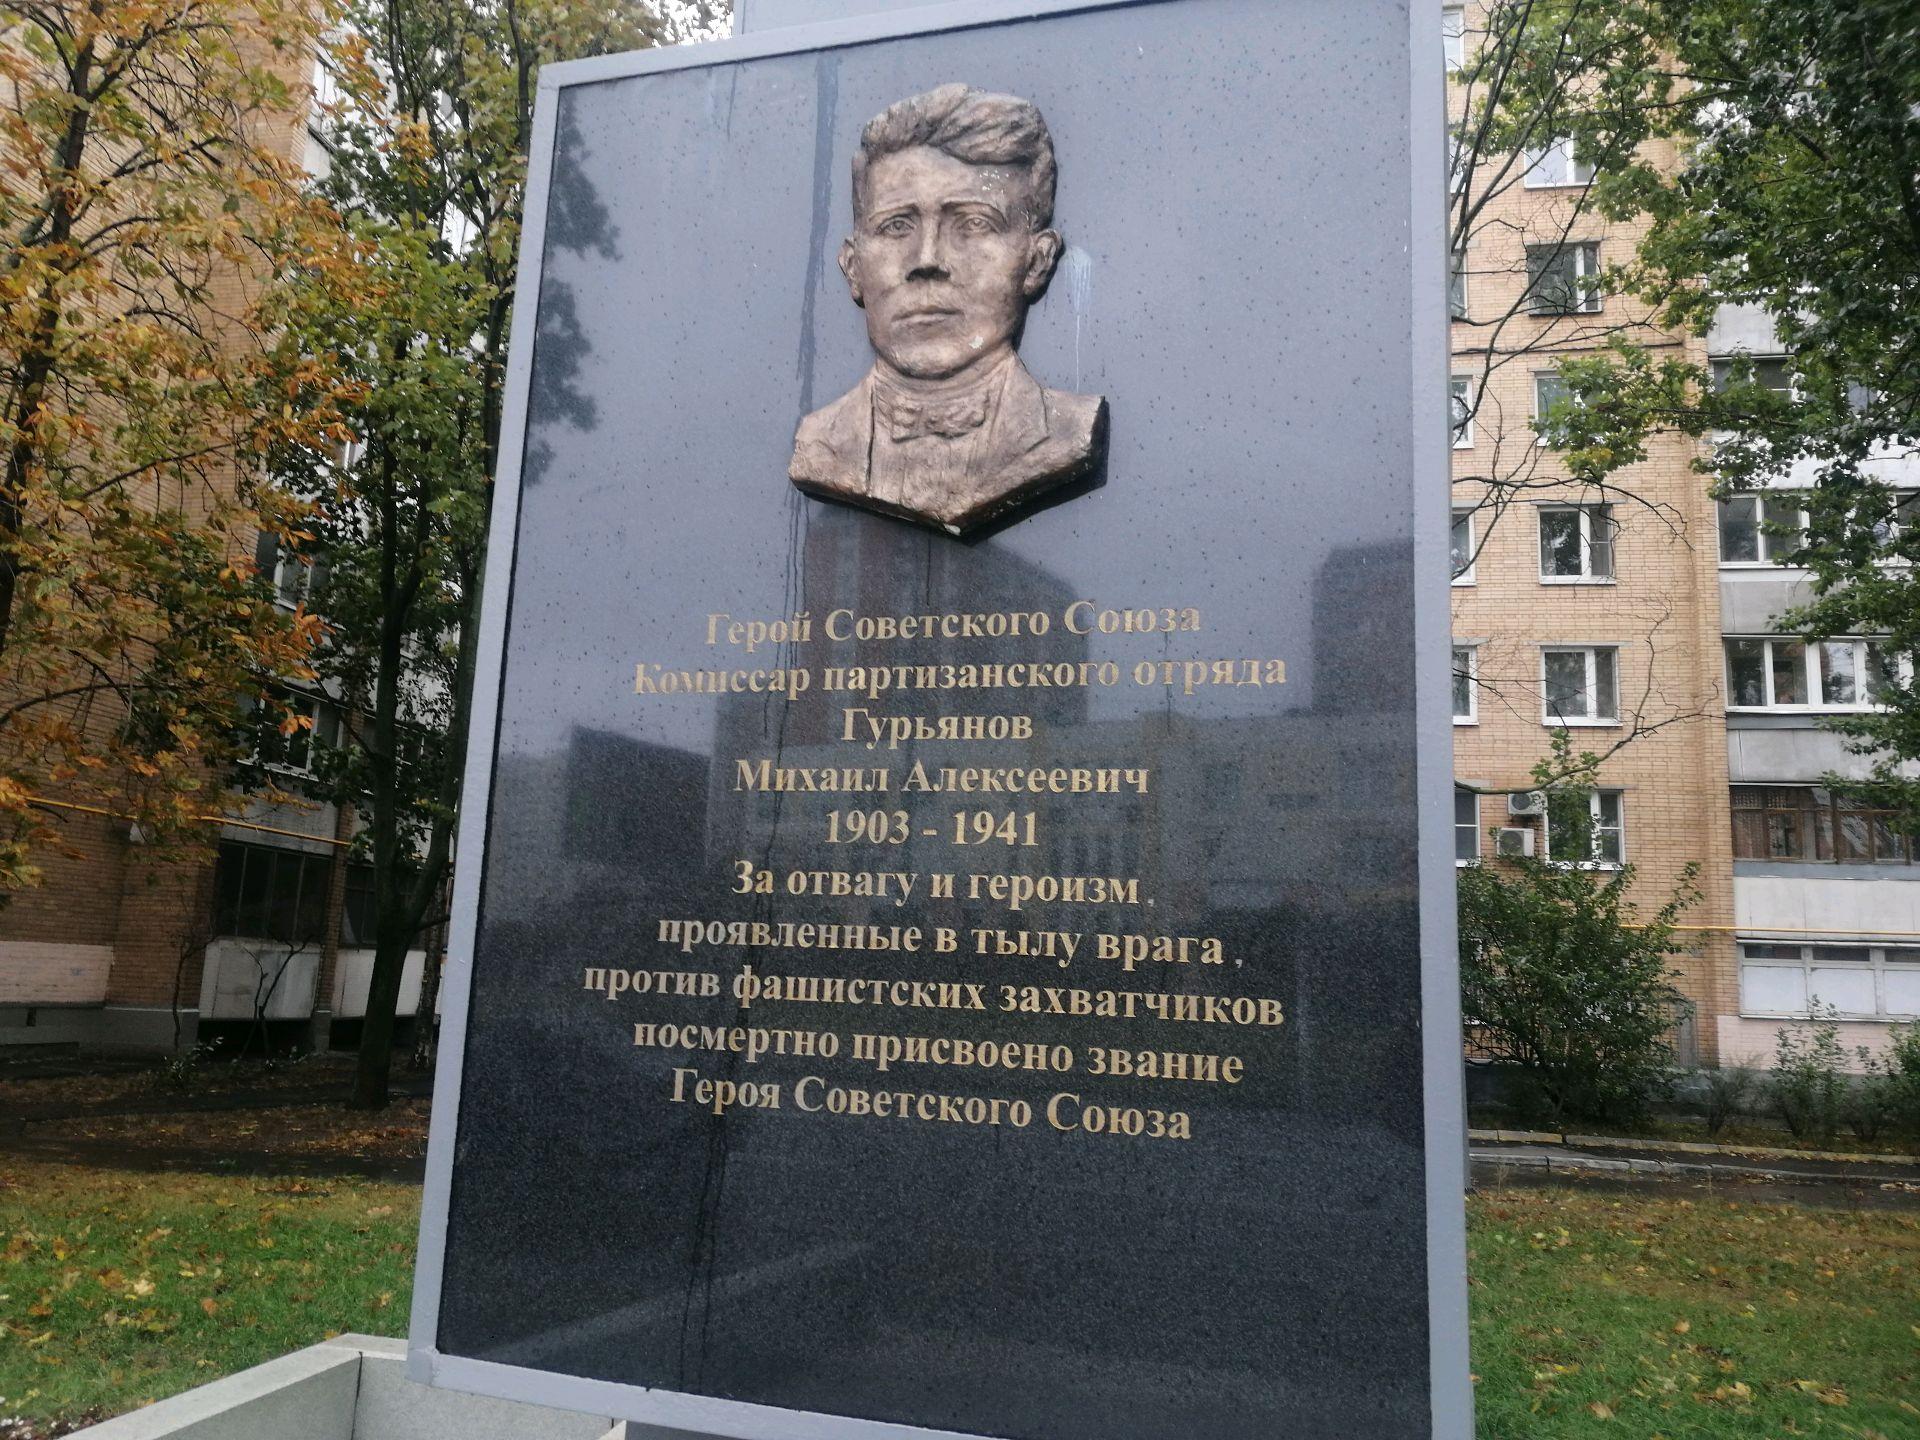 Герой Советского Союза
Комиссар партизанского отряда
Гурьянов
Михаил Алексеевич
1903 - 1941
За отвагу и героизм,
проявленные в тылу врага,
против фашистских захватчиков
посмертно присвоено звание
Героя Советского Союза